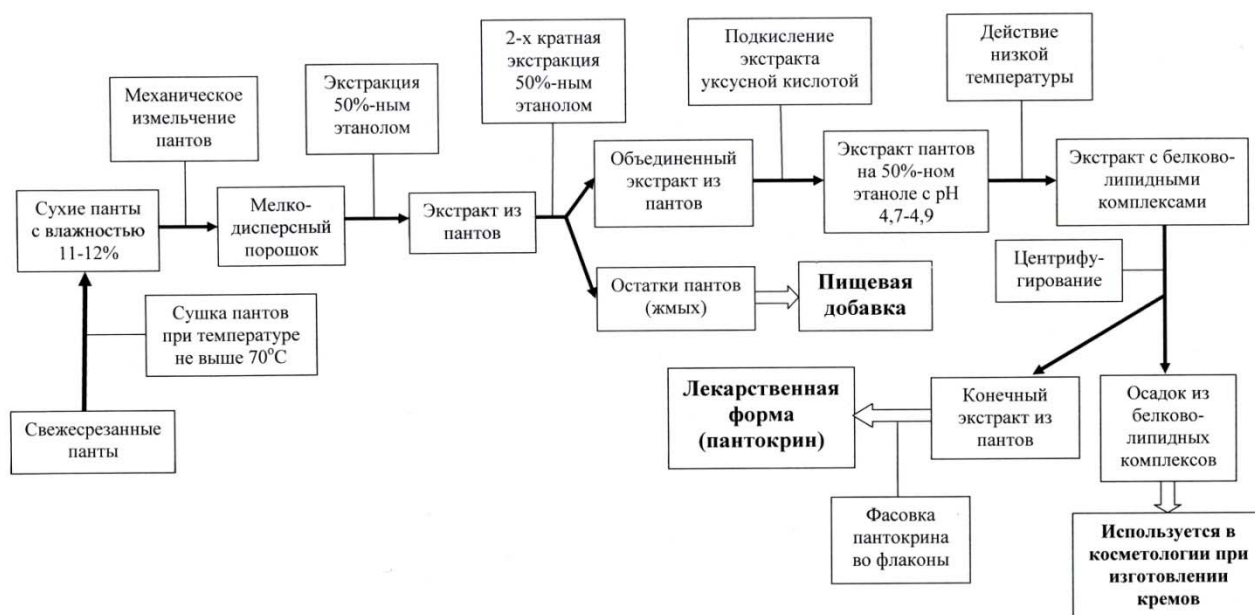 Механическое
измельчение
пантов
Экстракция
50%-ным
этанолом
2-х кратная
экстракция
50%-ным
этанолом
Подкисление
экстракта
уксусной кислотой
Действие
низкой
температуры
Сухие панты
с влажностью
11-12%
Мелко-
дисперсный
порошок
Экстракт из
пантов
Объединенный
экстракт из
пантов
Экстракт пантов
на 50%-ном
этаноле с pH
4,7-4,9
Экстракт с белково-
липидными
комплексами
Сушка пантов
при температуре
не выше 70°С
Остатки пантов
(жмых)
Пищевая
добавка
Центрифу-
гирование
Свежесрезанные
панты
Лекарственная
форма
(пантокрин)
Конечный
экстракт из
пантов
Осадок из
белково-
липидных
комплексов
Фасовка
пантокрина
во флаконы
Используется в
косметологии при
изготовлении
кремов